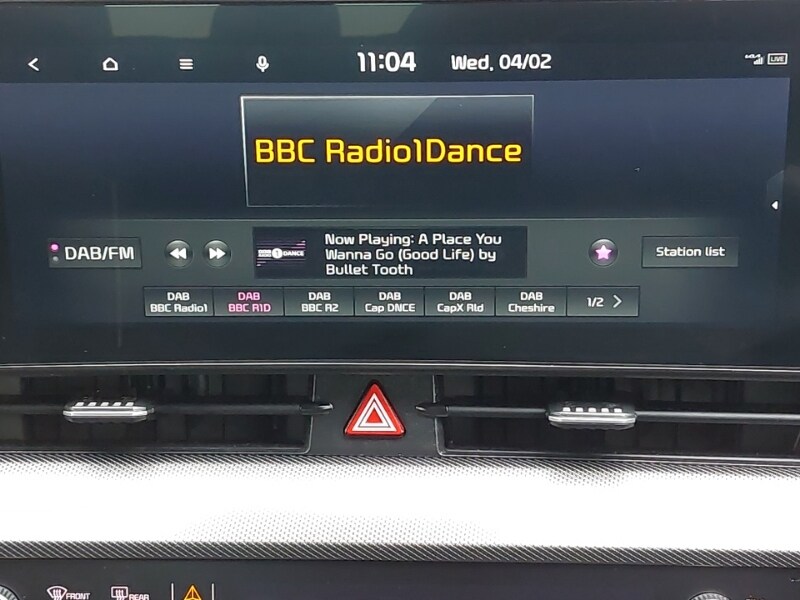 11:04
Wed, 04/02
LIVE
BBC Radio1Dance
DAB/FM
1 DANCE
Now Playing: A Place You
Wanna Go (Good Life) by
Bullet Tooth
Station list
DAB DAB DAB DAB DAB DAB
BBC Radio1 BBC R1D BBC R2 Cap DNCE CapX Rld Cheshire 1/2
FRONT REAR